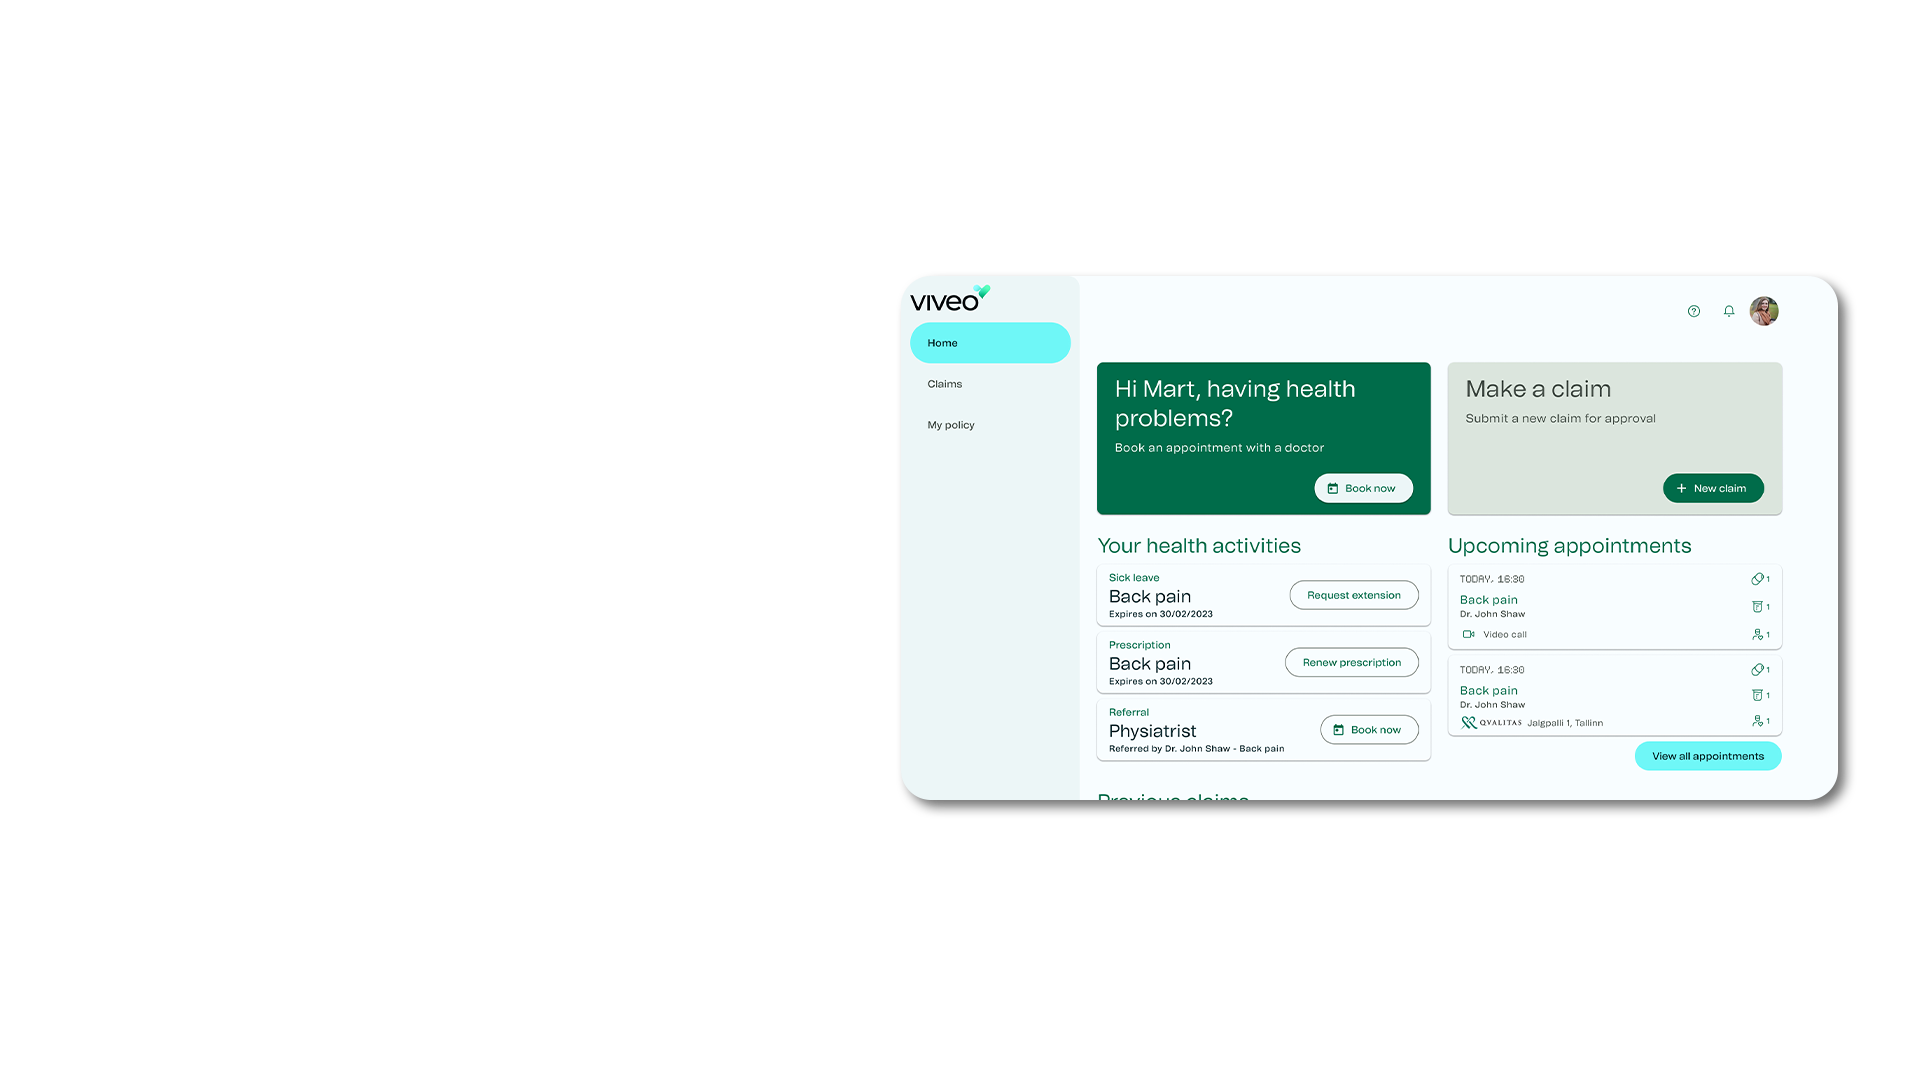 viveo
Home
Claims
My policy
Hi Mart, having health
problems?
Book an appointment with a doctor
Book now
Make a claim
Submit a new claim for approval
New claim
Your health activities
Sick leave
Back pain
Expires on 30/02/2023
Request extension
Prescription
Back pain
Expires on 30/02/2023
Renew prescription
Referral
Physiatrist
Referred by Dr. John Shaw - Back pain
Book now
Upcoming appointments
TODAY, 16:30
1
Back pain
Dr. John Shaw
1
Video call
1
TODAY, 16:30
1
Back pain
1
Dr. John Shaw
QVALITAS Jalgpalli 1, Tallinn
1
View all appointments
Previous claims